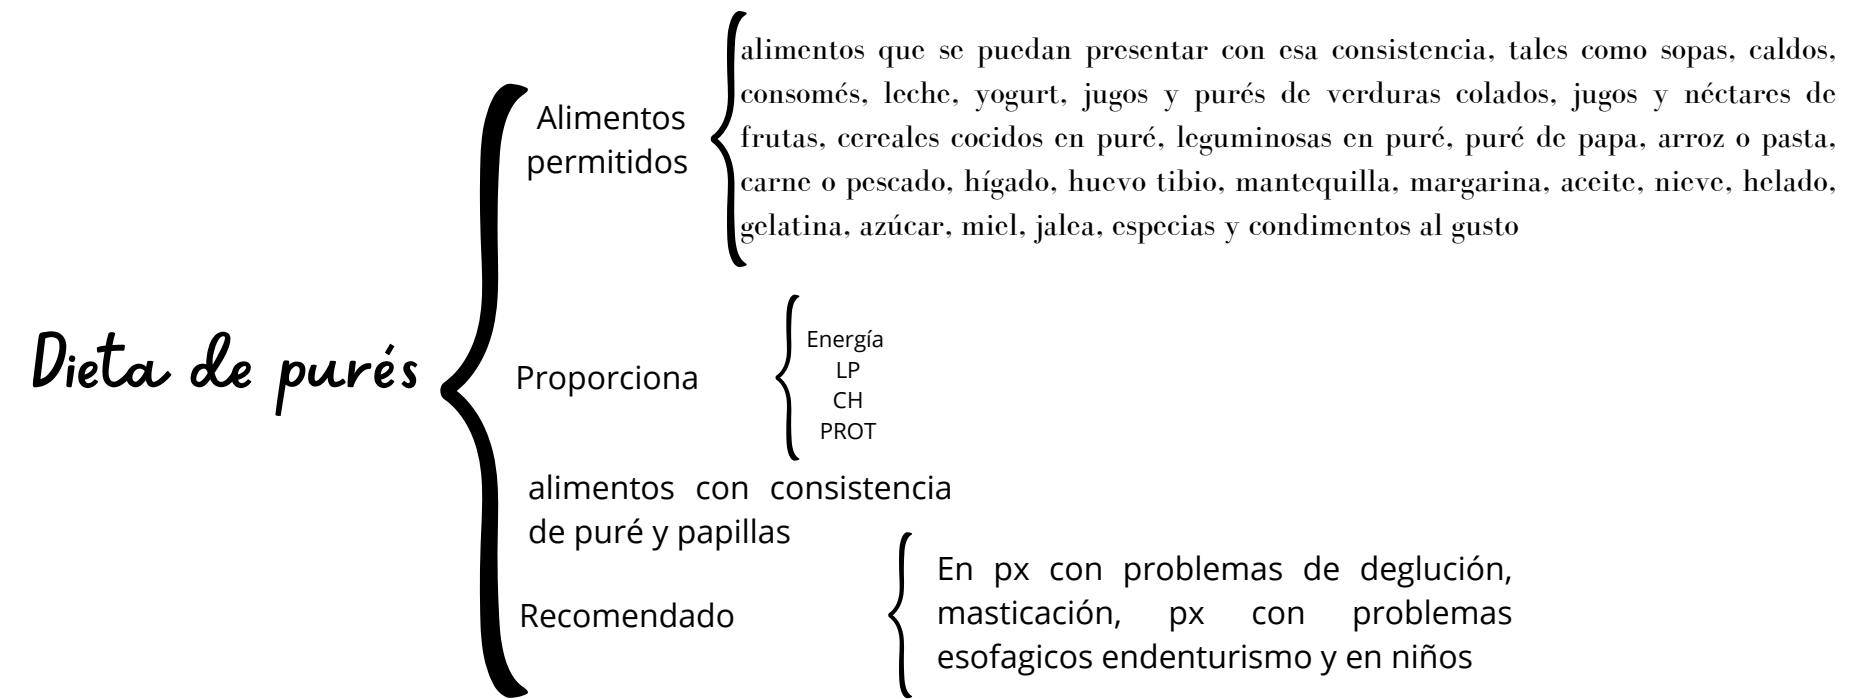 Dieta de purés
Alimentos
permitidos
alimentos que se puedan presentar con esa consistencia, tales como sopas, caldos,
consomés, leche, yogurt, jugos y purés de verduras colados, jugos y néctares de
frutas, cereales cocidos en puré, leguminosas en puré, puré de papa, arroz o pasta,
carne o pescado, hígado, huevo tibio, mantequilla, margarina, aceite, nieve, helado,
gelatina, azúcar, miel, jalea, especias y condimentos al gusto
Proporciona
Energía
LP
CH
PROT
alimentos con consistencia
de puré y papillas
Recomendado
En px con problemas de deglución,
masticación, px con problemas
esofagicos endenturismo y en niños